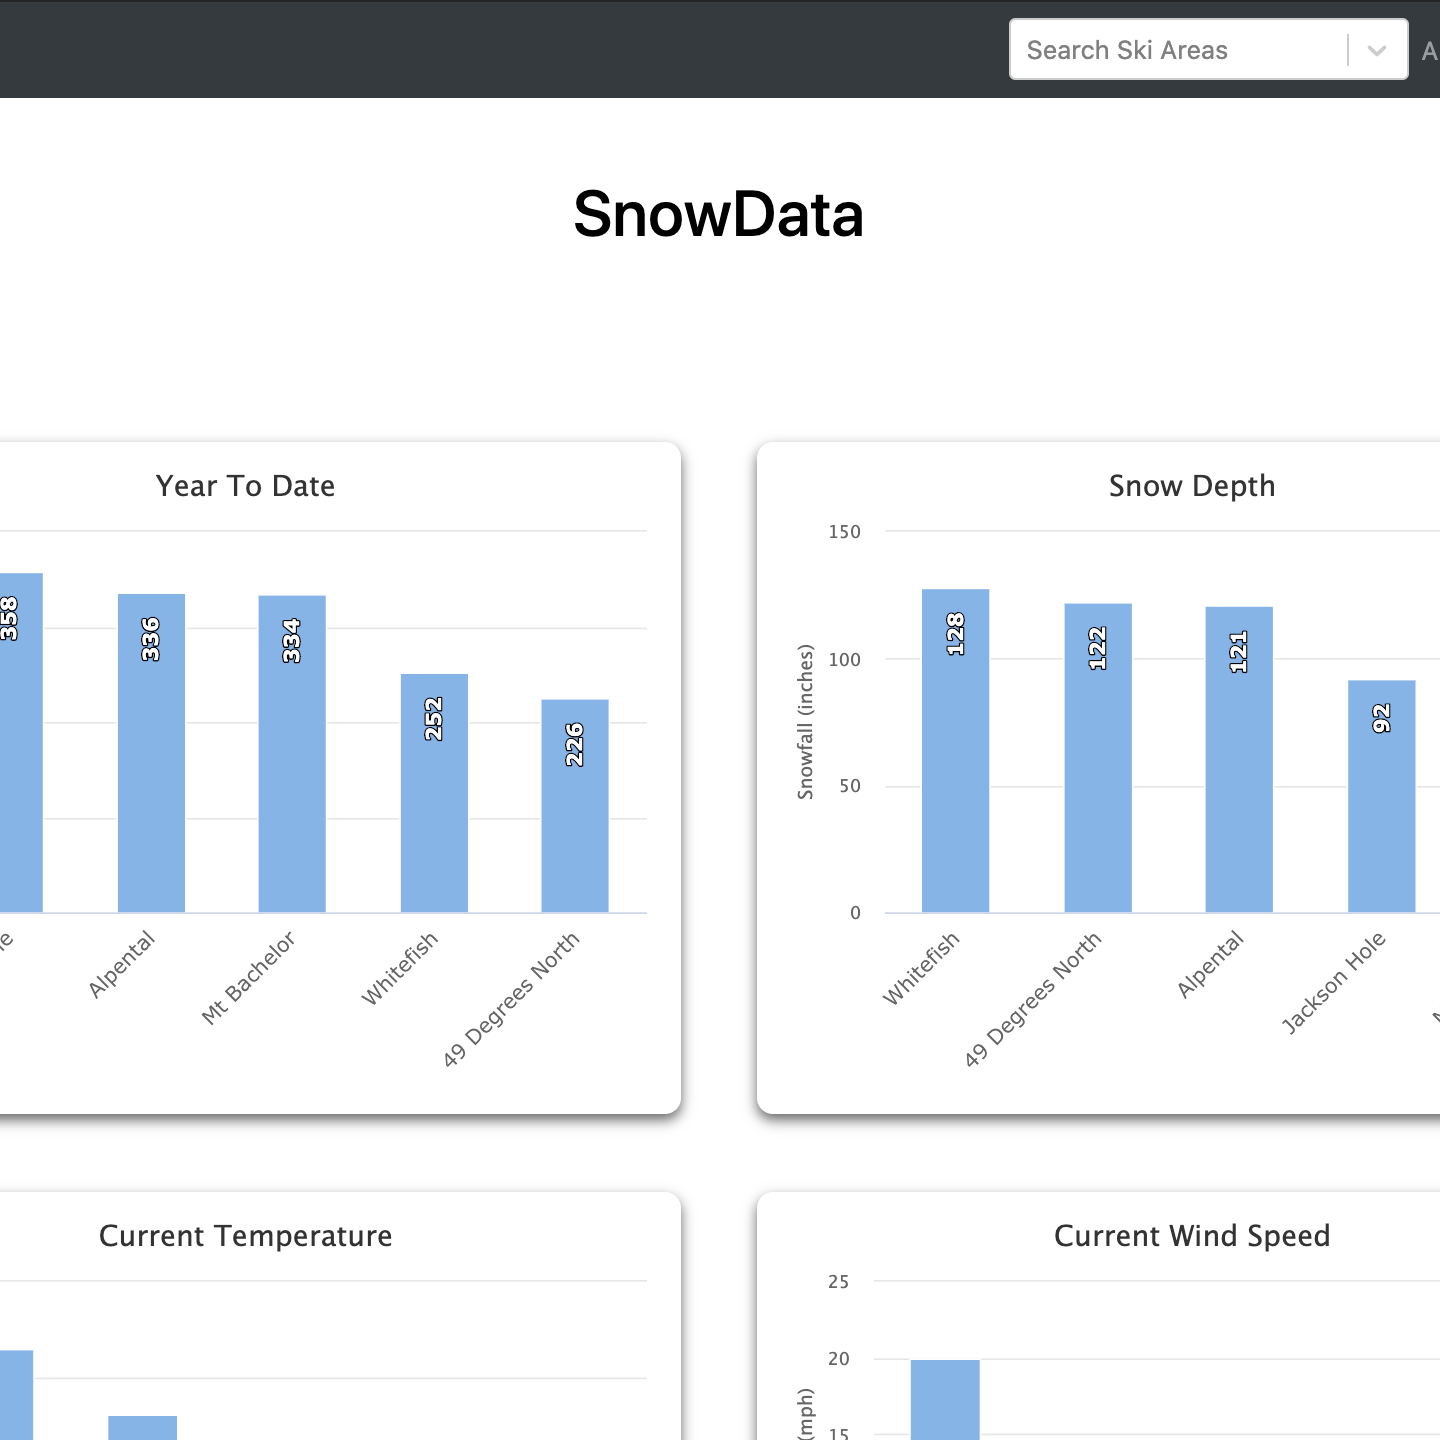 Search Ski Areas
SnowData
Year To Date
358
336
334
252
226
Alpental
Mt Bachelor
Whitefish
49 Degrees North
Snow Depth
Snowfall (inches)
150
100
50
0
128
122
121
92
Whitefish
49 Degrees North
Alpental
Jackson Hole
Current Temperature
Current Wind Speed
(mph)
25
20
15